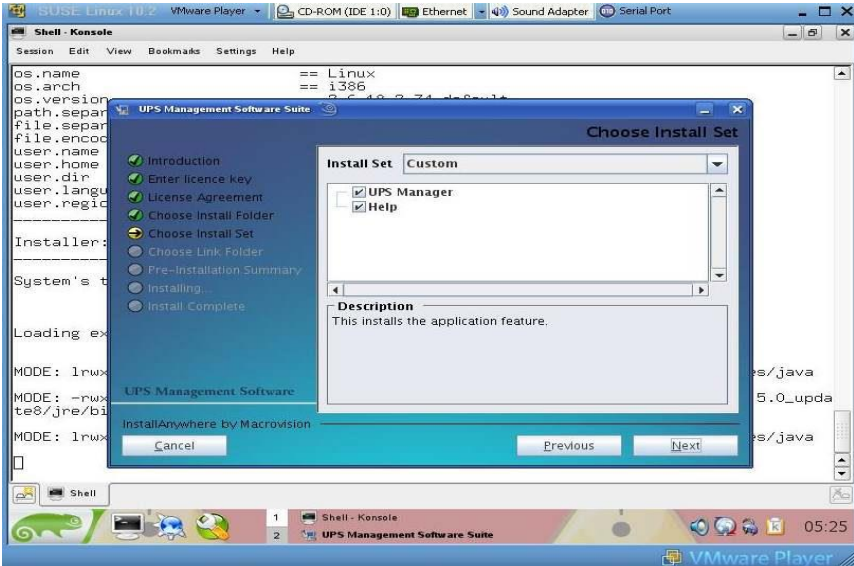 SUSE Linux 10.2 VMware Player CD-ROM (IDE 1:0) Ethernet Sound Adapter Serial Port
Shell - Konsole
Session Edit View Bookmarks Settings Help
os.name == Linux
os.arch == i386
os.version
path.separ
file.separ
file.encod
user.name
user.home
user.dir
user.langu
user.regio
Installer:
System's t
Loading ex
MODE: lrwx s/java
MODE: -rwx 5.0_upda
te8/jre/bi
MODE: lrwx s/java
UPS Management Software Suite
Choose Install Set
Introduction
Enter licence key
License Agreement
Choose Install Folder
Choose Install Set
Choose Link Folder
Pre-Installation Summary
Installing...
Install Complete
UPS Management Software
Install Set Custom
UPS Manager
Help
Description
This installs the application feature.
InstallAnywhere by Macrovision
Cancel Previous Next
Shell
1 Shell - Konsole
2 UPS Management Software Suite
05:25
VMware Player